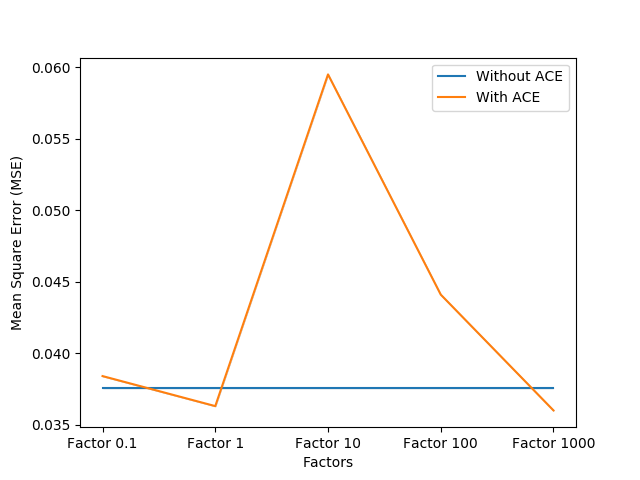 Without ACE
With ACE
Mean Square Error (MSE)
0.060
0.055
0.050
0.045
0.040
0.035
Factor 0.1 Factor 1 Factor 10 Factor 100 Factor 1000
Factors